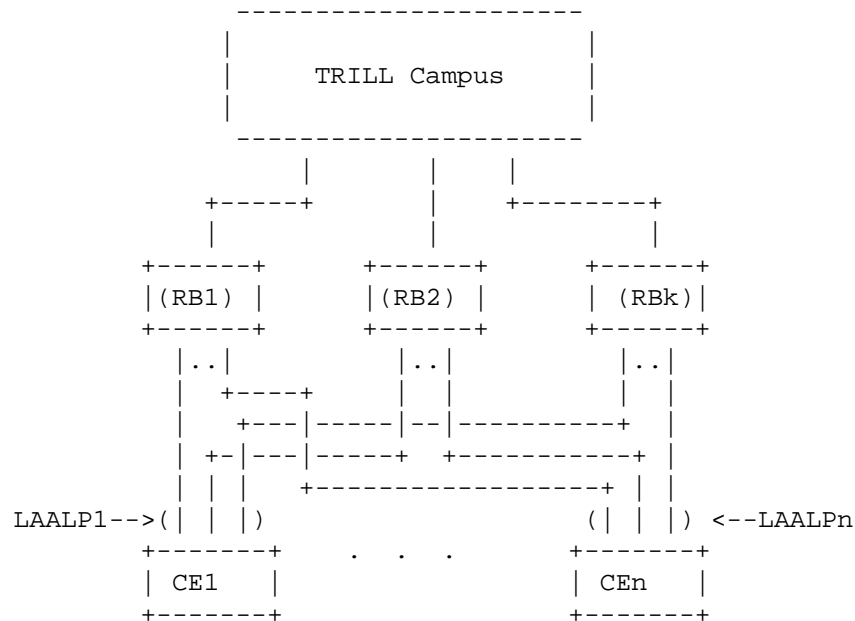 TRILL Campus
(RB1) (RB2) (RBk)
LAALP1-->( ) ( ) <--LAALPn
CE1 . . . CEn